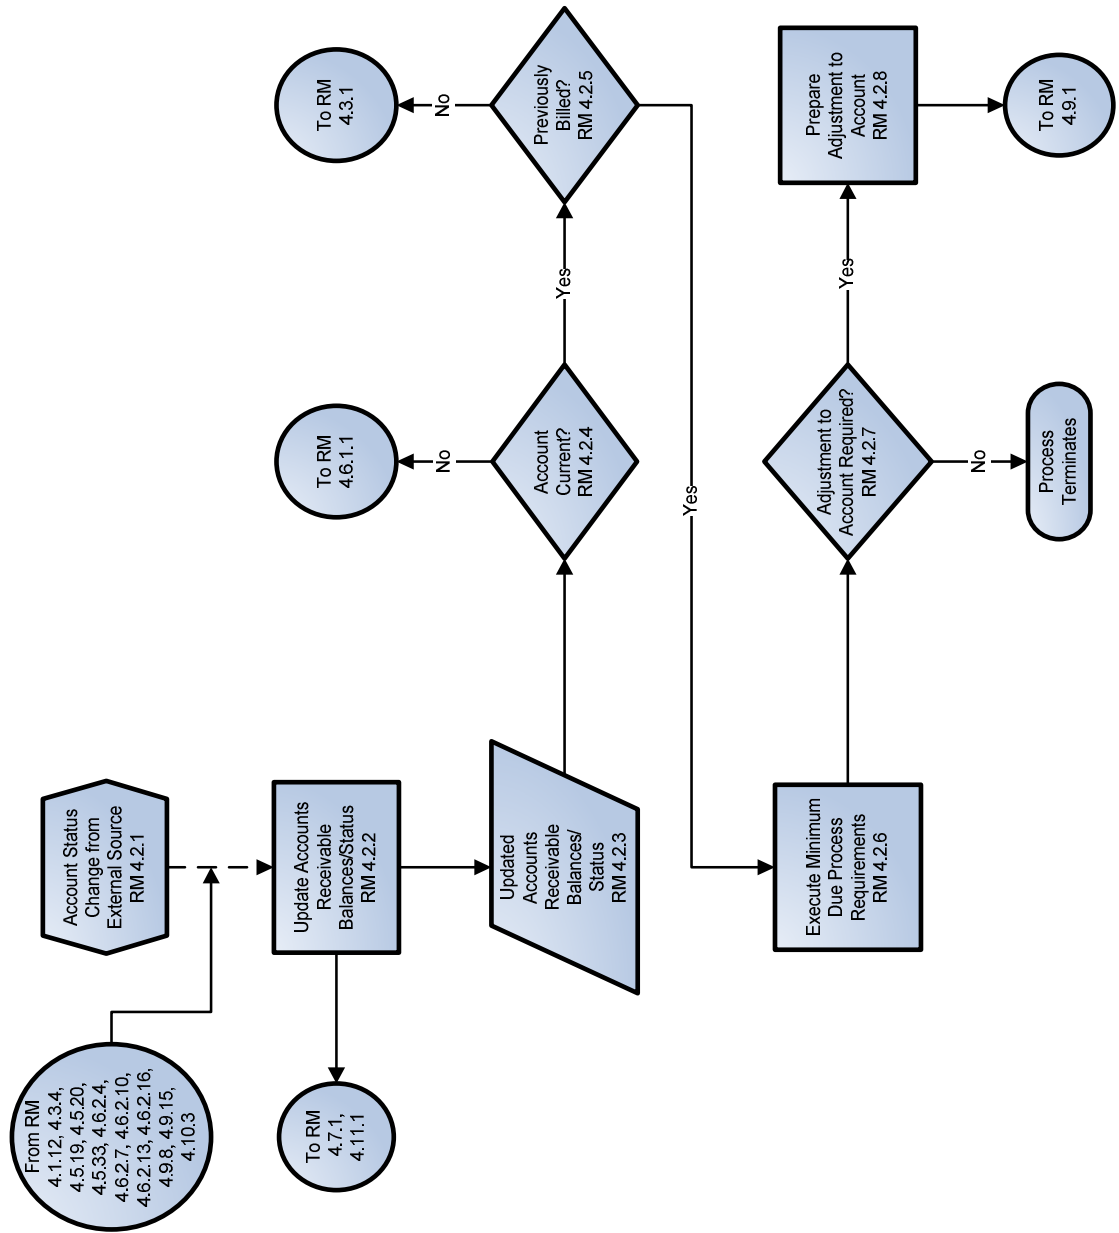 From RM
4.1.12, 4.3.4,
4.5.19, 4.5.20,
4.5.33, 4.6.2.4,
4.6.2.7, 4.6.2.10,
4.6.2.13, 4.6.2.16,
4.9.8, 4.9.15,
4.10.3
Account Status
Change from
External Source
RM 4.2.1
To RM
4.7.1,
4.11.1
Update Accounts
Receivable
Balances/Status
RM 4.2.2
Updated
Accounts
Receivable
Balances/
Status
RM 4.2.3
To RM
4.6.1.1
No
Account
Current?
RM 4.2.4
Yes
To RM
4.3.1
No
Previously
Billed?
RM 4.2.5
Yes
Execute Minimum
Due Process
Requirements
RM 4.2.6
Adjustment to
Account Required?
RM 4.2.7
No
Process
Terminates
Yes
Prepare
Adjustment to
Account
RM 4.2.8
To RM
4.9.1